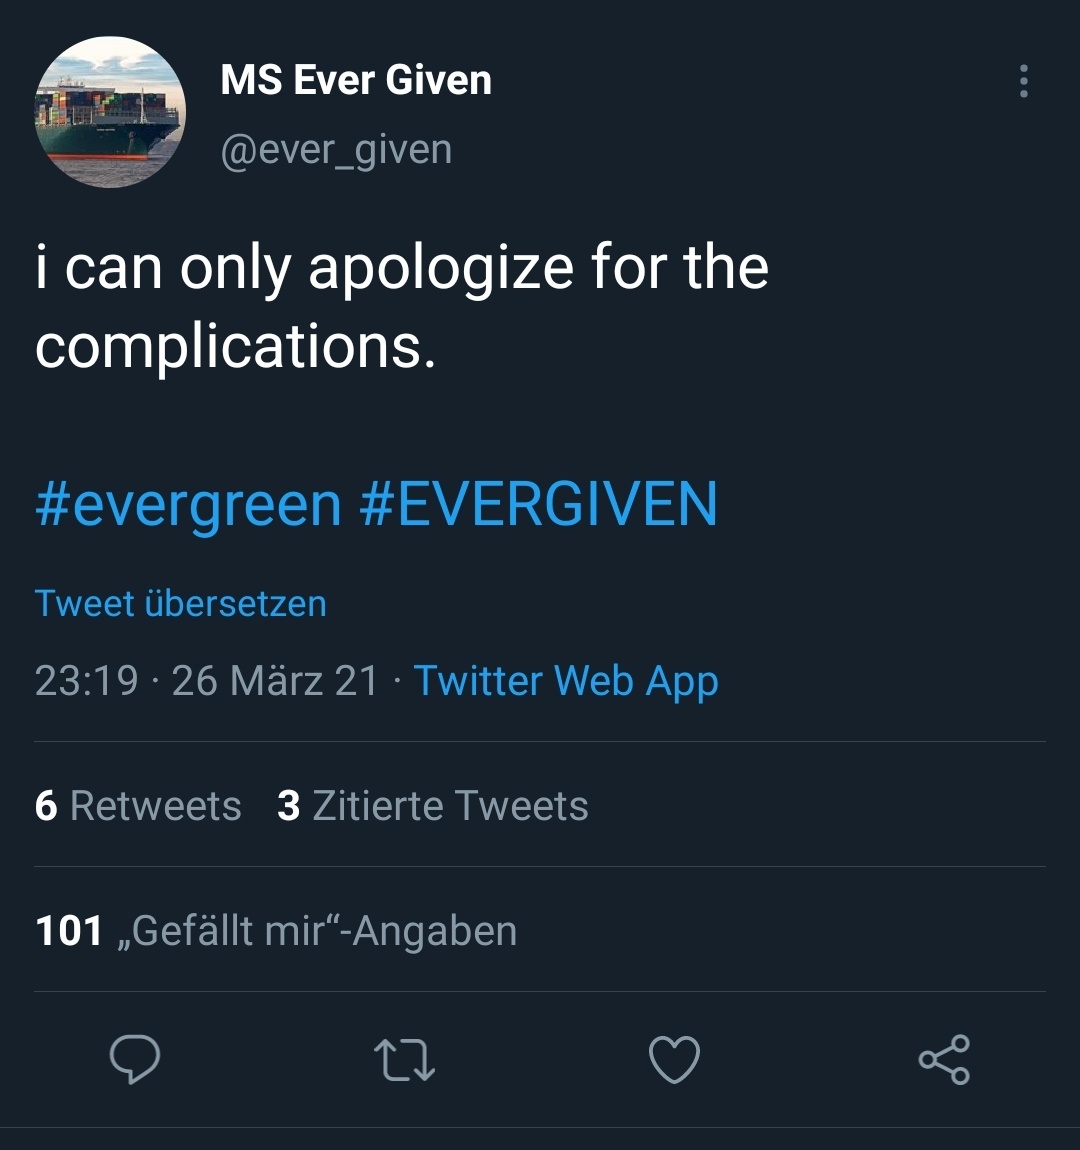 MS Ever Given
@ever_given
i can only apologize for the
complications.
#evergreen #EVERGIVEN
Tweet übersetzen
23:19 · 26 März 21 · Twitter Web App
6 Retweets 3 Zitierte Tweets
101 „Gefällt mir“-Angaben